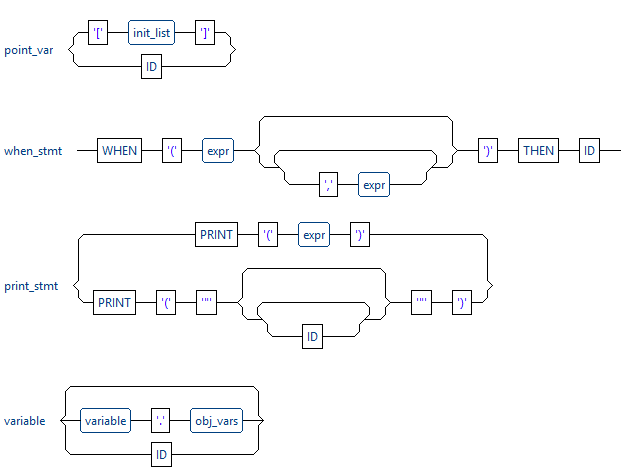 '[' init_list ']'
point_var
ID
when_stmt WHEN '(' expr ')' THEN ID
',' expr
PRINT '(' expr ')'
print_stmt
PRINT '(' '"' '"' ')'
ID
variable variable '.' obj_vars
ID